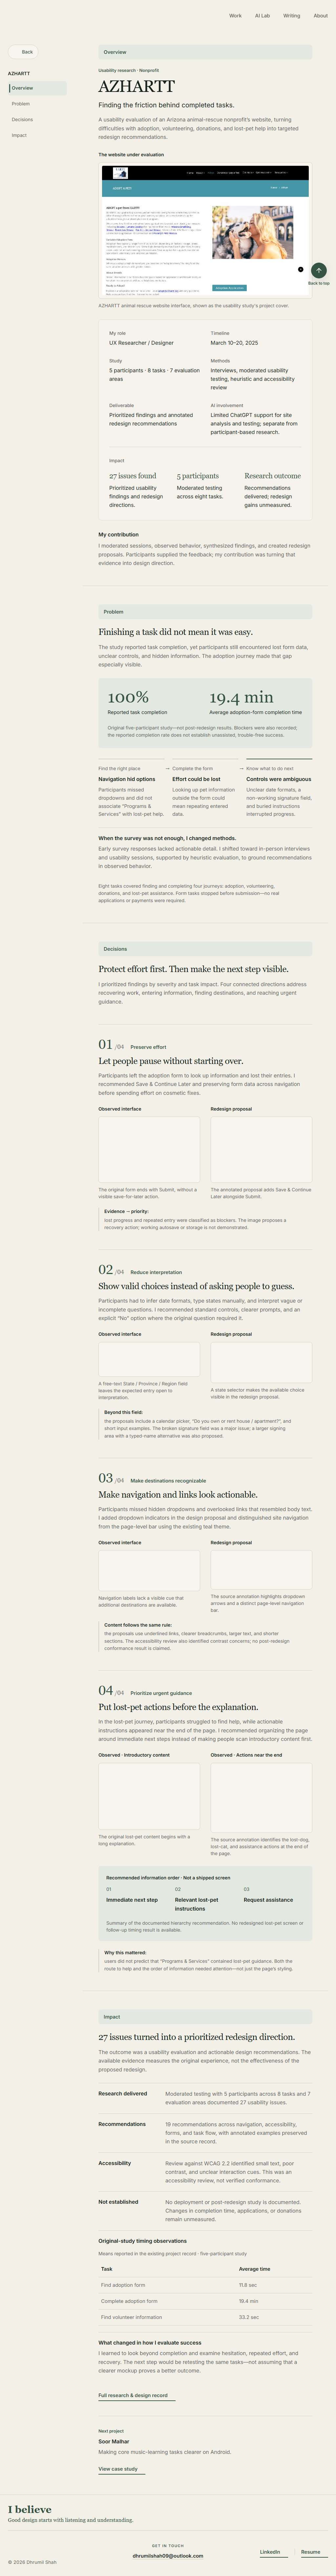 Work
AI Lab
Writing
About
Back
AZHARTT
Overview
Problem
Decisions
Impact
Overview
Usability research · Nonprofit
AZHARTT
Finding the friction behind completed tasks.
A usability evaluation of an Arizona animal-rescue nonprofit's website, turning
difficulties with adoption, volunteering, donations, and lost-pet help into targeted
redesign recommendations.
The website under evaluation
AZHARTT animal rescue website interface, shown as the usability study's project cover.
Back to top
My role
UX Researcher / Designer
Timeline
March 10–20, 2025
Study
5 participants · 8 tasks · 7 evaluation
areas
Methods
Interviews, moderated usability
testing, heuristic and accessibility
review
Deliverable
Prioritized findings and annotated
redesign recommendations
AI involvement
Limited ChatGPT support for site
analysis and testing; separate from
participant-based research.
Impact
27 issues found
Prioritized usability
findings and redesign
directions.
5 participants
Moderated testing
across eight tasks.
Research outcome
Recommendations
delivered; redesign
gains unmeasured.
My contribution
I moderated sessions, observed behavior, synthesized findings, and created redesign
proposals. Participants supplied the feedback; my contribution was turning that
evidence into design direction.
Problem
Finishing a task did not mean it was easy.
The study reported task completion, yet participants still encountered lost form data,
unclear controls, and hidden information. The adoption journey made that gap
especially visible.
100%
Reported task completion
19.4 min
Average adoption-form completion time
Original five-participant study—not post-redesign results. Blockers were also recorded;
the reported completion rate does not establish unassisted, trouble-free success.
Find the right place
→
Navigation hid options
Participants missed
dropdowns and did not
associate "Programs &
Services" with lost-pet help.
Complete the form
→
Effort could be lost
Looking up pet information
outside the form could
mean repeating entered
data.
Know what to do next
Controls were ambiguous
Unclear date formats, a
non-working signature field,
and buried instructions
interrupted progress.
When the survey was not enough, I changed methods.
Early survey responses lacked actionable detail. I shifted toward in-person interviews
and usability sessions, supported by heuristic evaluation, to ground recommendations
in observed behavior.
Eight tasks covered finding and completing four journeys: adoption, volunteering,
donations, and lost-pet assistance. Form tasks stopped before submission—no real
applications or payments were required.
Decisions
Protect effort first. Then make the next step visible.
I prioritized findings by severity and task impact. Four connected directions address
recovering work, entering information, finding destinations, and reaching urgent
guidance.
01 /04 Preserve effort
Let people pause without starting over.
Participants left the adoption form to look up information and lost their entries. I
recommended Save & Continue Later and preserving form data across navigation
before spending effort on cosmetic fixes.
Observed interface
Redesign proposal
The original form ends with Submit, without a
visible save-for-later action.
The annotated proposal adds Save & Continue
Later alongside Submit.
Evidence → priority:
lost progress and repeated entry were classified as blockers. The image proposes a
recovery action; working autosave or storage is not demonstrated.
02 /04 Reduce interpretation
Show valid choices instead of asking people to guess.
Participants had to infer date formats, type states manually, and interpret vague or
incomplete questions. I recommended standard controls, clearer prompts, and an
explicit "No" option where the original question required it.
Observed interface
Redesign proposal
A free-text State / Province / Region field
leaves the expected entry open to
interpretation.
A state selector makes the available choice
visible in the redesign proposal.
Beyond this field:
the proposals include a calendar picker, "Do you own or rent house / apartment?", and
short input examples. The broken signature field was a major issue; a larger signing
area with a typed-name alternative was also proposed.
03 /04 Make destinations recognizable
Make navigation and links look actionable.
Participants missed hidden dropdowns and overlooked links that resembled body text.
I added dropdown indicators in the design proposal and distinguished site navigation
from the page-level bar using the existing teal theme.
Observed interface
Redesign proposal
Navigation labels lack a visible cue that
additional destinations are available.
The source annotation highlights dropdown
arrows and a distinct page-level navigation
bar.
Content follows the same rule:
the proposals use underlined links, clearer breadcrumbs, larger text, and shorter
sections. The accessibility review also identified contrast concerns; no post-redesign
conformance result is claimed.
04 /04 Prioritize urgent guidance
Put lost-pet actions before the explanation.
In the lost-pet journey, participants struggled to find help, while actionable
instructions appeared near the end of the page. I recommended organizing the page
around immediate next steps instead of making people scan introductory content first.
Observed · Introductory content
Observed · Actions near the end
The original lost-pet content begins with a
long explanation.
The source annotation identifies the lost-dog,
lost-cat, and assistance actions at the end of
the page.
Recommended information order · Not a shipped screen
01
Immediate next step
02
Relevant lost-pet
instructions
03
Request assistance
Summary of the documented hierarchy recommendation. No redesigned lost-pet screen or
follow-up timing result is available.
Why this mattered:
users did not predict that "Programs & Services" contained lost-pet guidance. Both the
route to help and the order of information needed attention—not just the page's styling.
Impact
27 issues turned into a prioritized redesign direction.
The outcome was a usability evaluation and actionable design recommendations. The
available evidence measures the original experience, not the effectiveness of the
proposed redesign.
Research delivered
Moderated testing with 5 participants across 8 tasks and 7
evaluation areas documented 27 usability issues.
Recommendations
19 recommendations across navigation, accessibility,
forms, and task flow, with annotated examples preserved
in the source record.
Accessibility
Review against WCAG 2.2 identified small text, poor
contrast, and unclear interaction cues. This was an
accessibility review, not verified conformance.
Not established
No deployment or post-redesign study is documented.
Changes in completion time, applications, or donations
remain unmeasured.
Original-study timing observations
Means reported in the existing project record · five-participant study
Task
Average time
Find adoption form
11.8 sec
Complete adoption form
19.4 min
Find volunteer information
33.2 sec
What changed in how I evaluate success
I learned to look beyond completion and examine hesitation, repeated effort, and
recovery. The next step would be retesting the same tasks—not assuming that a
clearer mockup proves a better outcome.
Full research & design record
Next project
Soor Malhar
Making core music-learning tasks clearer on Android.
View case study
I believe
Good design starts with listening and understanding.
GET IN TOUCH
dhrumilshah09@outlook.com
LinkedIn
Resume
© 2026 Dhrumil Shah